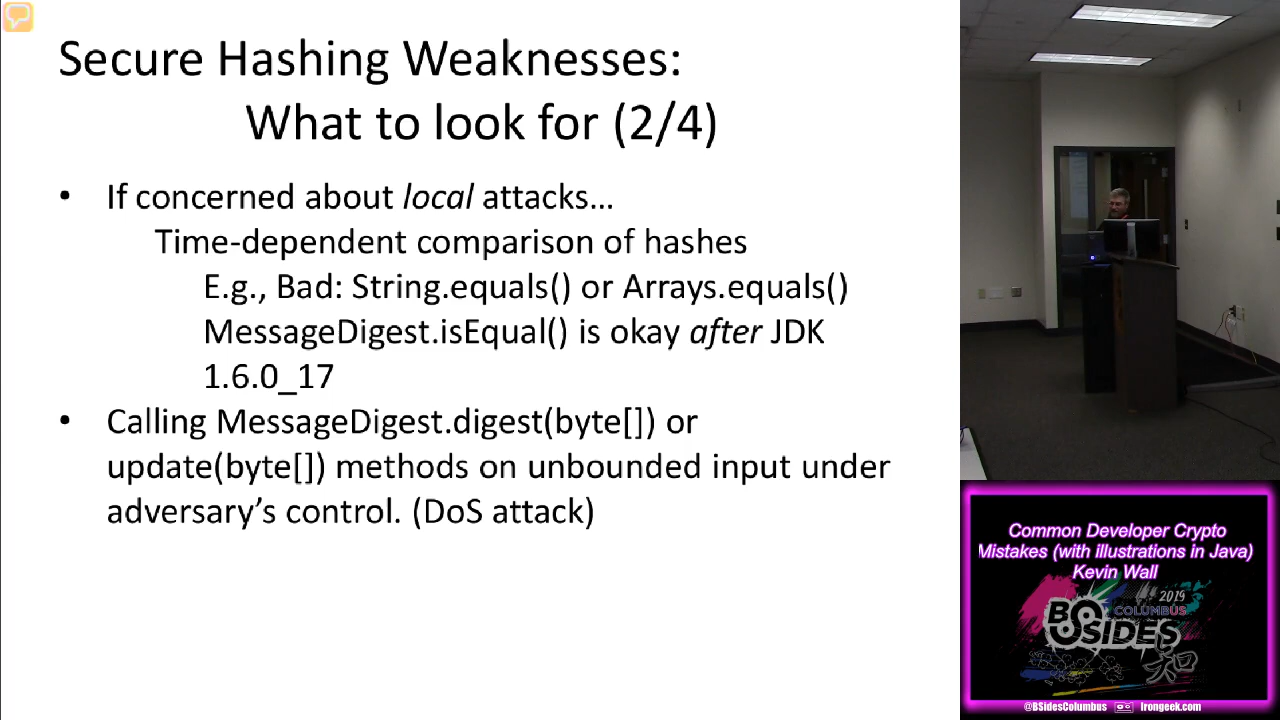 Secure Hashing Weaknesses:
What to look for (2/4)
• If concerned about local attacks…
Time-dependent comparison of hashes
E.g., Bad: String.equals() or Arrays.equals()
MessageDigest.isEqual() is okay after JDK
1.6.0_17
• Calling MessageDigest.digest(byte[]) or
update(byte[]) methods on unbounded input under
adversary’s control. (DoS attack)
Common Developer Crypto
Mistakes (with illustrations in Java)
Kevin Wall
2019
COLUMBUS
BSIDES
知
@BSidesColumbus
Irongeek.com